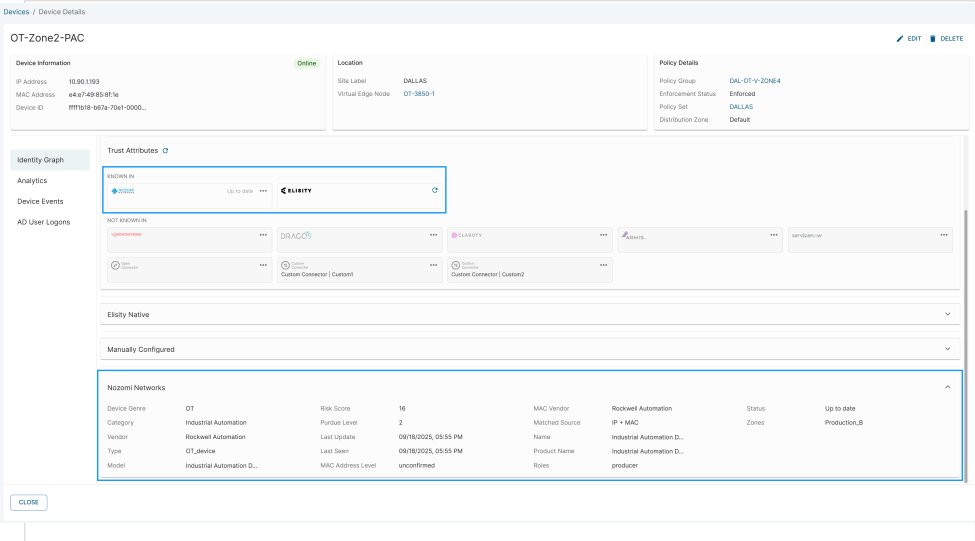 Devices / Device Details
OT-Zone2-PAC
EDIT DELETE
Device Information Online
IP Address 10.90.1.193
MAC Address e4:e7:49:85:8f:1e
Device ID ffff1b18-b67a-70e1-0000...
Location
Site Label DALLAS
Virtual Edge Node OT-3850-1
Policy Details
Policy Group DAL-OT-V-ZONE4
Enforcement Status Enforced
Policy Set DALLAS
Distribution Zone Default
Identity Graph
Analytics
Device Events
AD User Logons
Trust Attributes
KNOWN IN
Up to date ••• ELISITY
NOT KNOWN IN
••• DRAGOS ••• CLAROTY ••• ARMIS. ••• servicenow •••
Open Connector ••• Custom Connector ••• Custom Connector •••
Custom Connector | Custom1 Custom Connector | Custom2
Elisity Native
Manually Configured
Nozomi Networks
Device Genre OT Risk Score 16 MAC Vendor Rockwell Automation Status Up to date
Category Industrial Automation Purdue Level 2 Matched Source IP + MAC Zones Production_B
Vendor Rockwell Automation Last Update 09/18/2025, 05:55 PM Name Industrial Automation D...
Type OT_device Last Seen 09/18/2025, 05:55 PM Product Name Industrial Automation D...
Model Industrial Automation D... MAC Address Level unconfirmed Roles producer
CLOSE